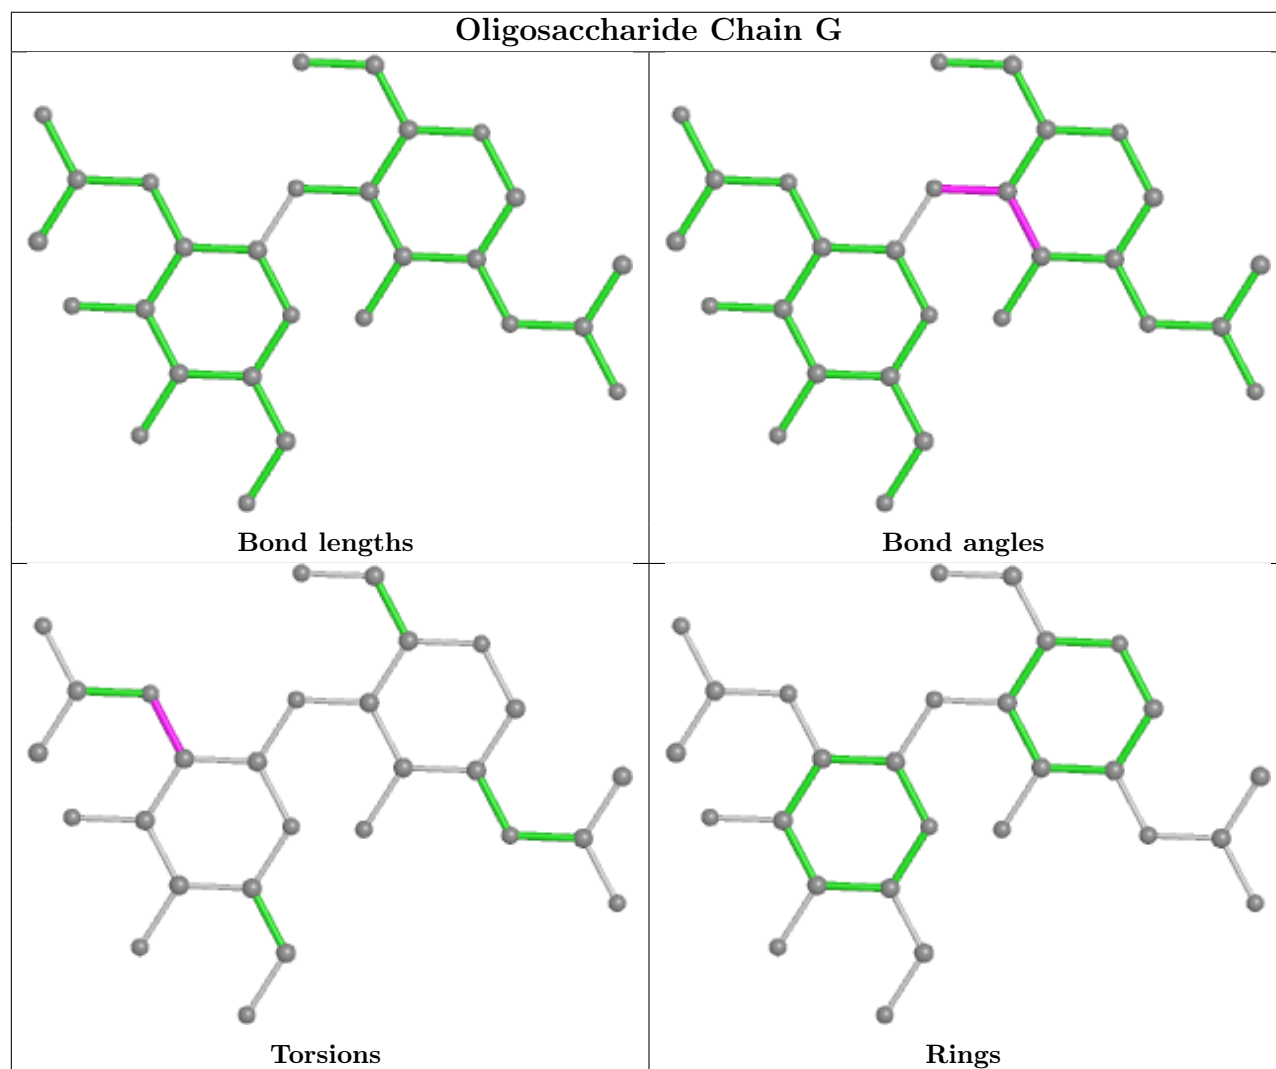 Oligosaccharide Chain G
Bond lengths
Bond angles
Torsions
Rings